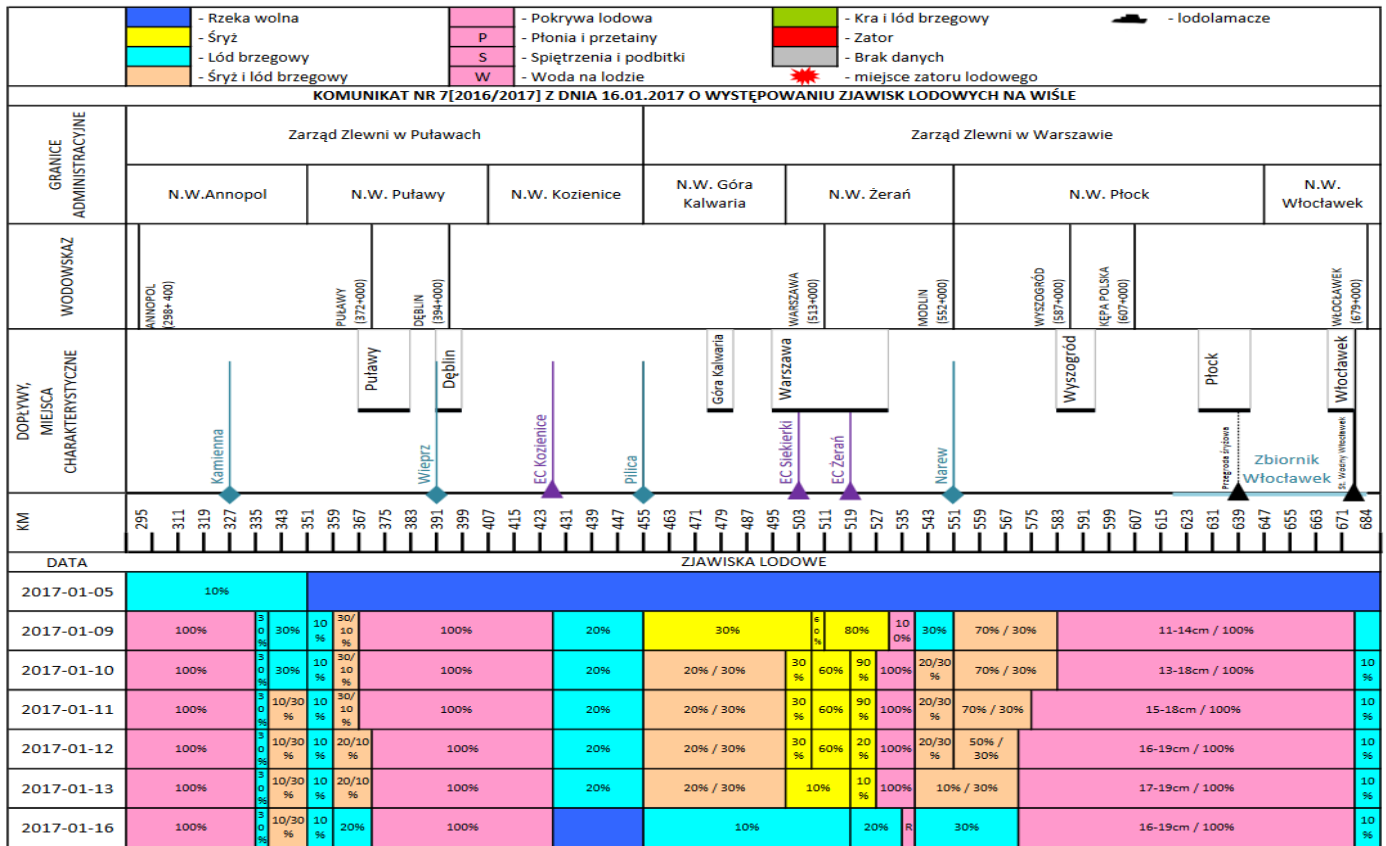 - Rzeka wolna
- Śryż
- Lód brzegowy
- Śryż i lód brzegowy
- Pokrywa lodowa
P - Płonia i przetainy
S - Spiętrzenia i podbitki
W - Woda na lodzie
- Kra i lód brzegowy
- Zator
- Brak danych
- miejsce zatoru lodowego
- lodolamacze
KOMUNIKAT NR 7[2016/2017] Z DNIA 16.01.2017 O WYSTĘPOWANIU ZJAWISK LODOWYCH NA WIŚLE
GRANICE
ADMINISTRACYJNE
Zarząd Zlewni w Puławach
Zarząd Zlewni w Warszawie
N.W.Annopol
N.W. Puławy
N.W. Kozienice
N.W. Góra
Kalwaria
N.W. Żerań
N.W. Płock
N.W.
Włocławek
WODOWSKAZ
ANNOPOL
(298+ 400)
PUŁAWY
(372+000)
DĘBLIN
(394+000)
WARSZAWA
(513+000)
MODLIN
(552+000)
WYSZOGRÓD
(587+000)
KĘPA POLSKA
(607+000)
WŁOCŁAWEK
(679+000)
DOPŁYWY,
MIEJSCA
CHARAKTERYSTYCZNE
Kamienna
Puławy
Wieprz
Dęblin
EC Kozienice
Pilica
Góra Kalwaria
Warszawa
EC Siekierki
EC Żerań
Narew
Wyszogród
Płock
Przegroda śryżowa
Zbiornik
Włocławek
Włocławek
St. Wodny Włocławek
KM
295 311 319 327 335 343 351 359 367 375 383 391 399 407 415 423 431 439 447 455 463 471 479 487 495 503 511 519 527 535 543 551 559 567 575 583 591 599 607 615 623 631 639 647 655 663 671 684
DATA ZJAWISKA LODOWE
2017-01-05 10%
2017-01-09 100% 30% 30% 10% 30/10% 100% 20% 30% 60% 80% 100% 30% 70% / 30% 11-14cm / 100%
2017-01-10 100% 30% 30% 10% 30/10% 100% 20% 20% / 30% 30% 60% 90% 100% 20/30% 70% / 30% 13-18cm / 100% 10%
2017-01-11 100% 30% 10/30% 10% 30/10% 100% 20% 20% / 30% 30% 60% 90% 100% 20/30% 70% / 30% 15-18cm / 100% 10%
2017-01-12 100% 30% 10/30% 10% 20/10% 100% 20% 20% / 30% 30% 60% 20% 100% 20/30% 50% / 30% 16-19cm / 100% 10%
2017-01-13 100% 30% 10/30% 10% 20/10% 100% 20% 20% / 30% 10% 10% 100% 10% / 30% 17-19cm / 100% 10%
2017-01-16 100% 30% 10/30% 10% 20% 100% 10% 20% R 30% 16-19cm / 100% 10%